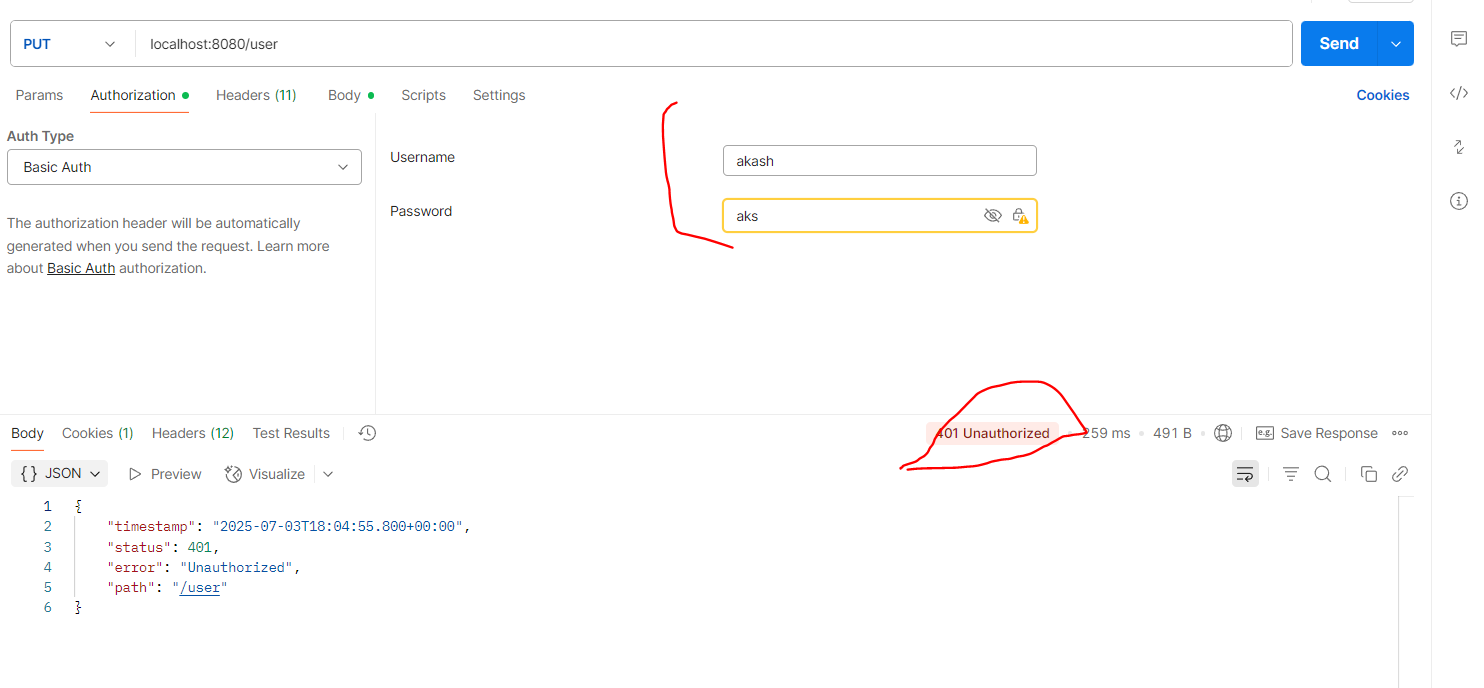 PUT localhost:8080/user Send
Params Authorization Headers (11) Body Scripts Settings Cookies
Auth Type
Basic Auth
The authorization header will be automatically
generated when you send the request. Learn more
about Basic Auth authorization.
Username akash
Password aks
Body Cookies (1) Headers (12) Test Results 401 Unauthorized 259 ms 491 B e.g. Save Response
{} JSON Preview Visualize
1 {
2 "timestamp": "2025-07-03T18:04:55.800+00:00",
3 "status": 401,
4 "error": "Unauthorized",
5 "path": "/user"
6 }